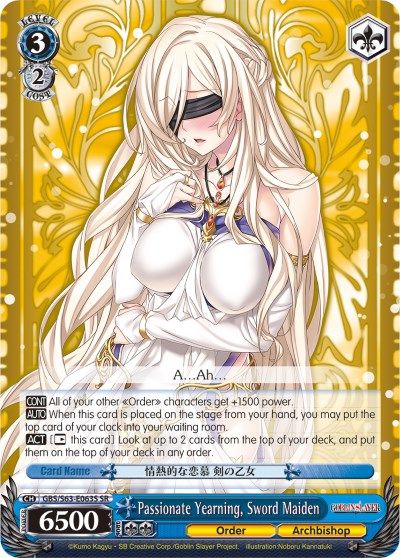 LEVEL
3
2
COST
A…Ah…
CONT All of your other «Order» characters get +1500 power.
AUTO When this card is placed on the stage from your hand, you may put the
top card of your clock into your waiting room.
ACT [ this card] Look at up to 2 cards from the top of your deck, and put
them on the top of your deck in any order.
Card Name 情熱的な恋慕 剣の乙女
CH GBS/S63-E063S SR
POWER 6500 Passionate Yearning, Sword Maiden GOBLIN SLAYER
Order Archbishop
©Kumo Kagyu・SB Creative Corp./Goblin Slayer Project. illustration:Noboru Kannatuki